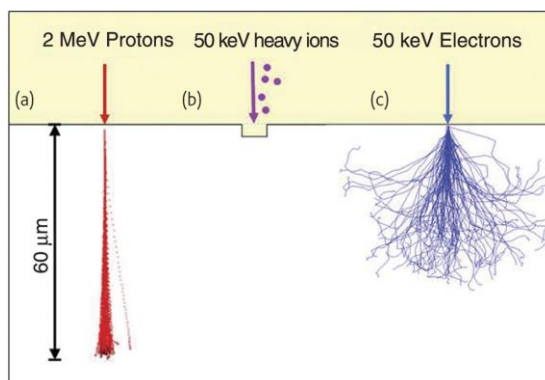 2 MeV Protons
50 keV heavy ions
50 keV Electrons
(a)
(b)
(c)
60 μm